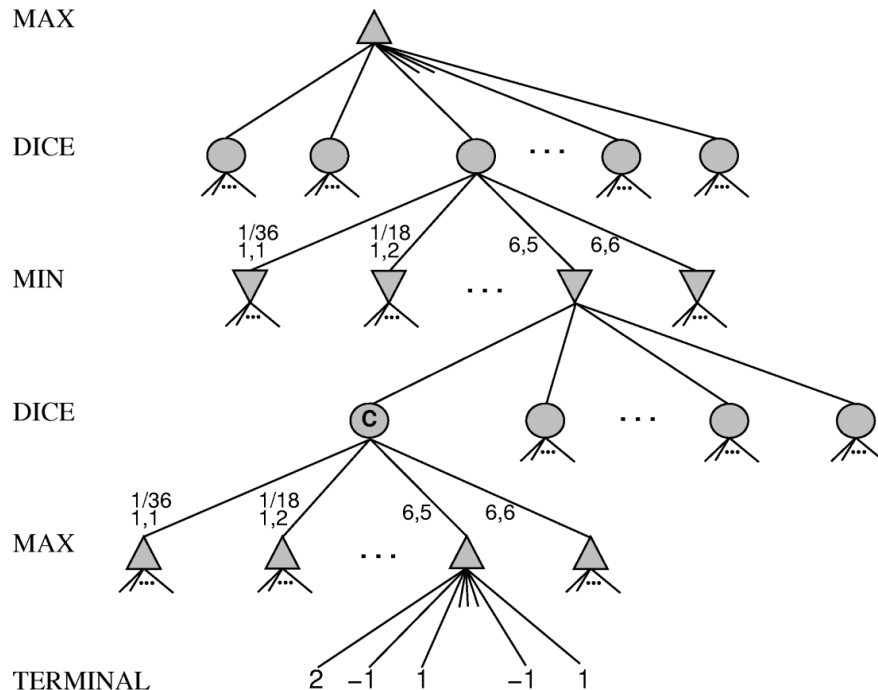 MAX
DICE
...
... ... ... ... ...
1/36 1/18
1,1 1,2 6,5 6,6
MIN
...
... ... ... ...
DICE
C ...
... ... ...
1/36 1/18
1,1 1,2 6,5 6,6
MAX
...
... ... ...
TERMINAL 2 −1 1 −1 1